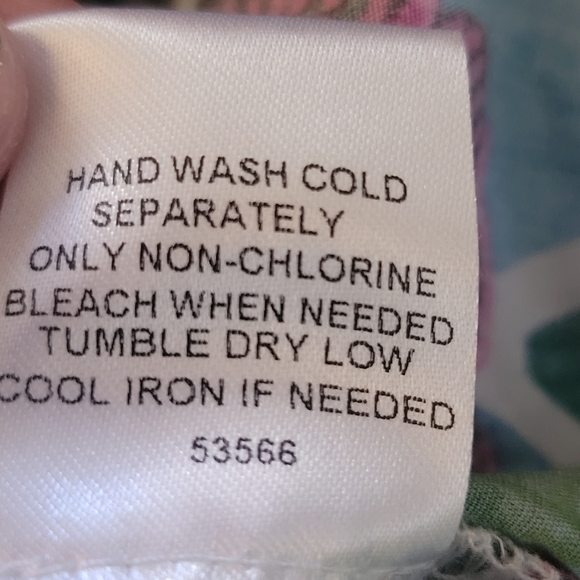 HAND WASH COLD
SEPARATELY
ONLY NON-CHLORINE
BLEACH WHEN NEEDED
TUMBLE DRY LOW
COOL IRON IF NEEDED
53566